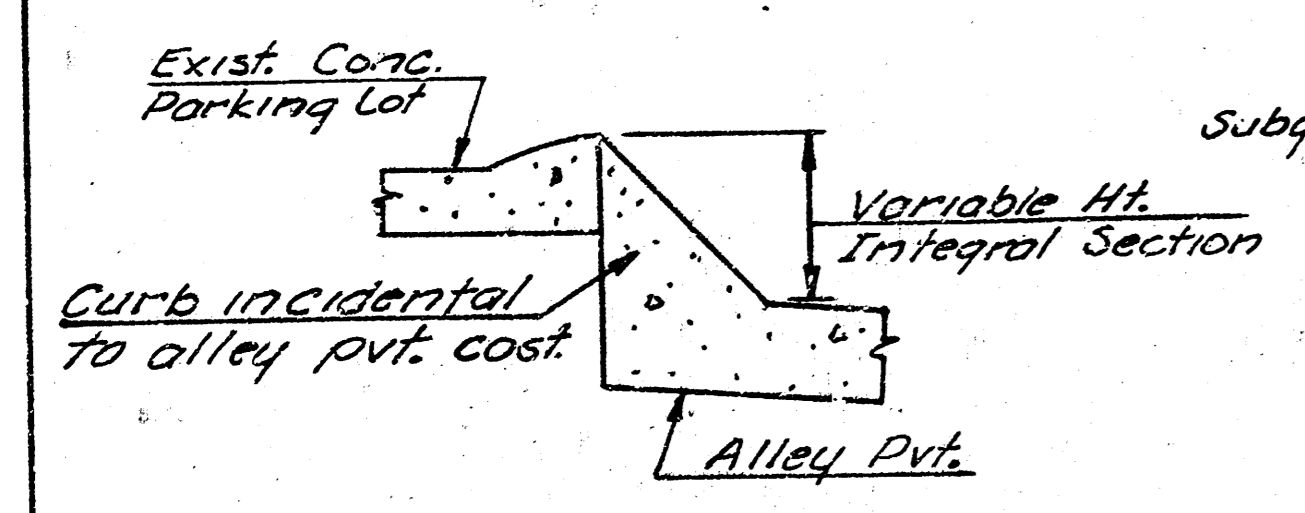 Exist. Conc.
Parking Lot
Variable Ht.
Integral Section
Curb incidental
to alley pvt. cost.
Alley Pvt.